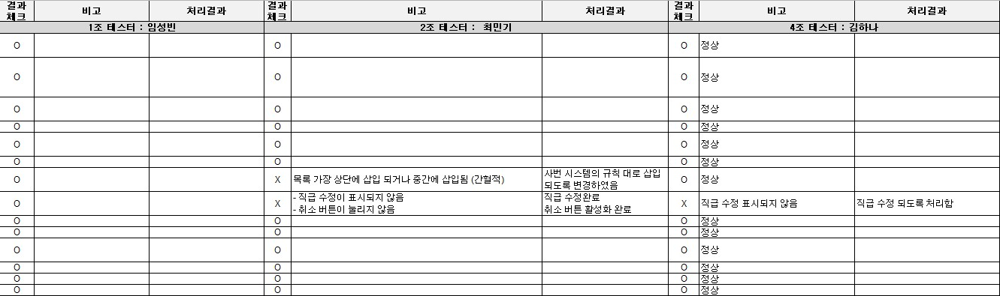 결과 체크 비고 처리결과 결과 체크 비고 처리결과 결과 체크 비고 처리결과
1조 테스터 : 임성빈 2조 테스터 : 최민기 4조 테스터 : 김하나
O O O 정상
O O O 정상
O O O 정상
O O O 정상
O O O 정상
O O O 정상
O X 목록 가장 상단에 삽입 되거나 중간에 삽입됨 (간헐적) 사번 시스템의 규칙 대로 삽입
되도록 변경하였음 O 정상
O X - 직급 수정이 표시되지 않음
- 취소 버튼이 눌리지 않음
직급 수정완료
취소 버튼 활성화 완료
X 직급 수정 표시되지 않음 직급 수정 되도록 처리함
O O O 정상
O O O 정상
O O O 정상
O O O 정상
O O O 정상
O O O 정상